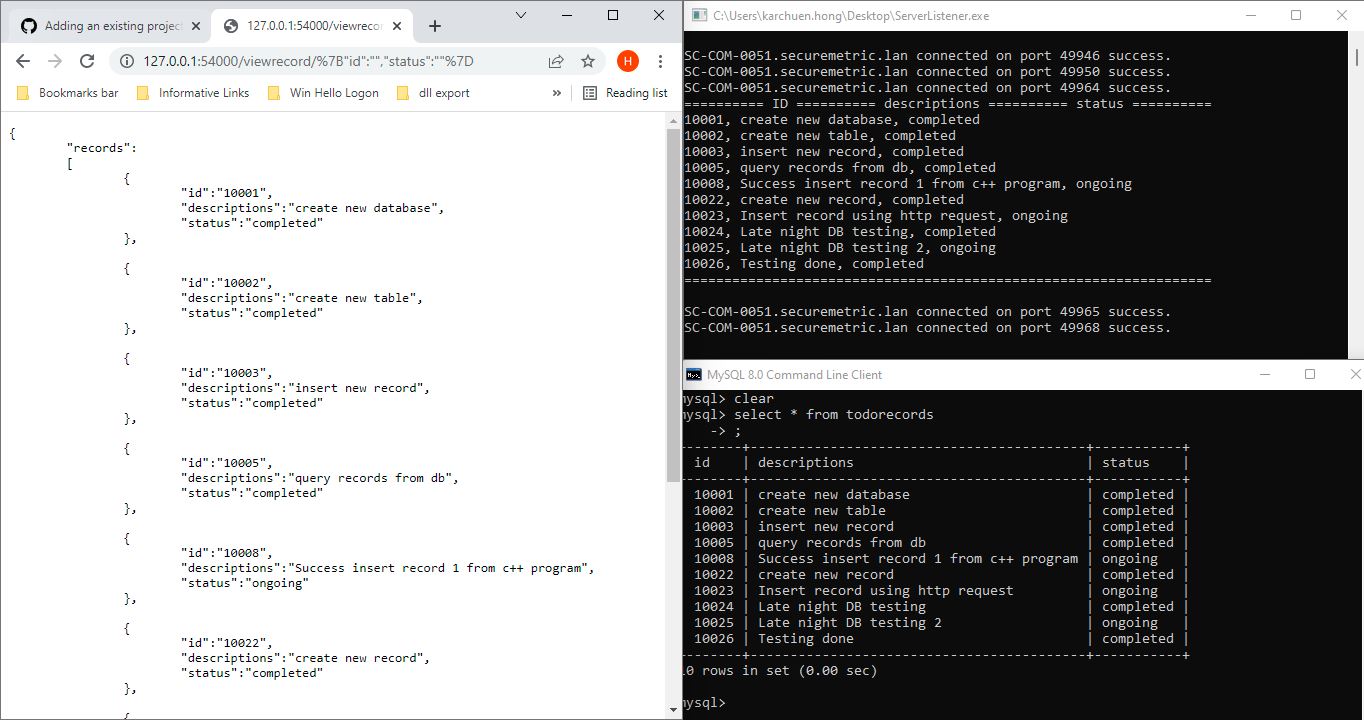 Adding an existing project
127.0.0.1:54000/viewrecor
127.0.0.1:54000/viewrecord/%7B"id":"","status":""%7D
H
Bookmarks bar
Informative Links
Win Hello Logon
dll export
»
Reading list
{
"records":
[
{
"id":"10001",
"descriptions":"create new database",
"status":"completed"
},
{
"id":"10002",
"descriptions":"create new table",
"status":"completed"
},
{
"id":"10003",
"descriptions":"insert new record",
"status":"completed"
},
{
"id":"10005",
"descriptions":"query records from db",
"status":"completed"
},
{
"id":"10008",
"descriptions":"Success insert record 1 from c++ program",
"status":"ongoing"
},
{
"id":"10022",
"descriptions":"create new record",
"status":"completed"
},
{
C:\Users\karchuen.hong\Desktop\ServerListener.exe
SC-COM-0051.securemetric.lan connected on port 49946 success.
SC-COM-0051.securemetric.lan connected on port 49950 success.
SC-COM-0051.securemetric.lan connected on port 49964 success.
========== ID ========== descriptions ========== status ==========
10001, create new database, completed
10002, create new table, completed
10003, insert new record, completed
10005, query records from db, completed
10008, Success insert record 1 from c++ program, ongoing
10022, create new record, completed
10023, Insert record using http request, ongoing
10024, Late night DB testing, completed
10025, Late night DB testing 2, ongoing
10026, Testing done, completed
==================================================================
SC-COM-0051.securemetric.lan connected on port 49965 success.
SC-COM-0051.securemetric.lan connected on port 49968 success.
MySQL 8.0 Command Line Client
mysql> clear
mysql> select * from todorecords
-> ;
-------+------------------------------------------+-----------+
id | descriptions | status |
-------+------------------------------------------+-----------+
10001 | create new database | completed |
10002 | create new table | completed |
10003 | insert new record | completed |
10005 | query records from db | completed |
10008 | Success insert record 1 from c++ program | ongoing |
10022 | create new record | completed |
10023 | Insert record using http request | ongoing |
10024 | Late night DB testing | completed |
10025 | Late night DB testing 2 | ongoing |
10026 | Testing done | completed |
-------+------------------------------------------+-----------+
10 rows in set (0.00 sec)
mysql>